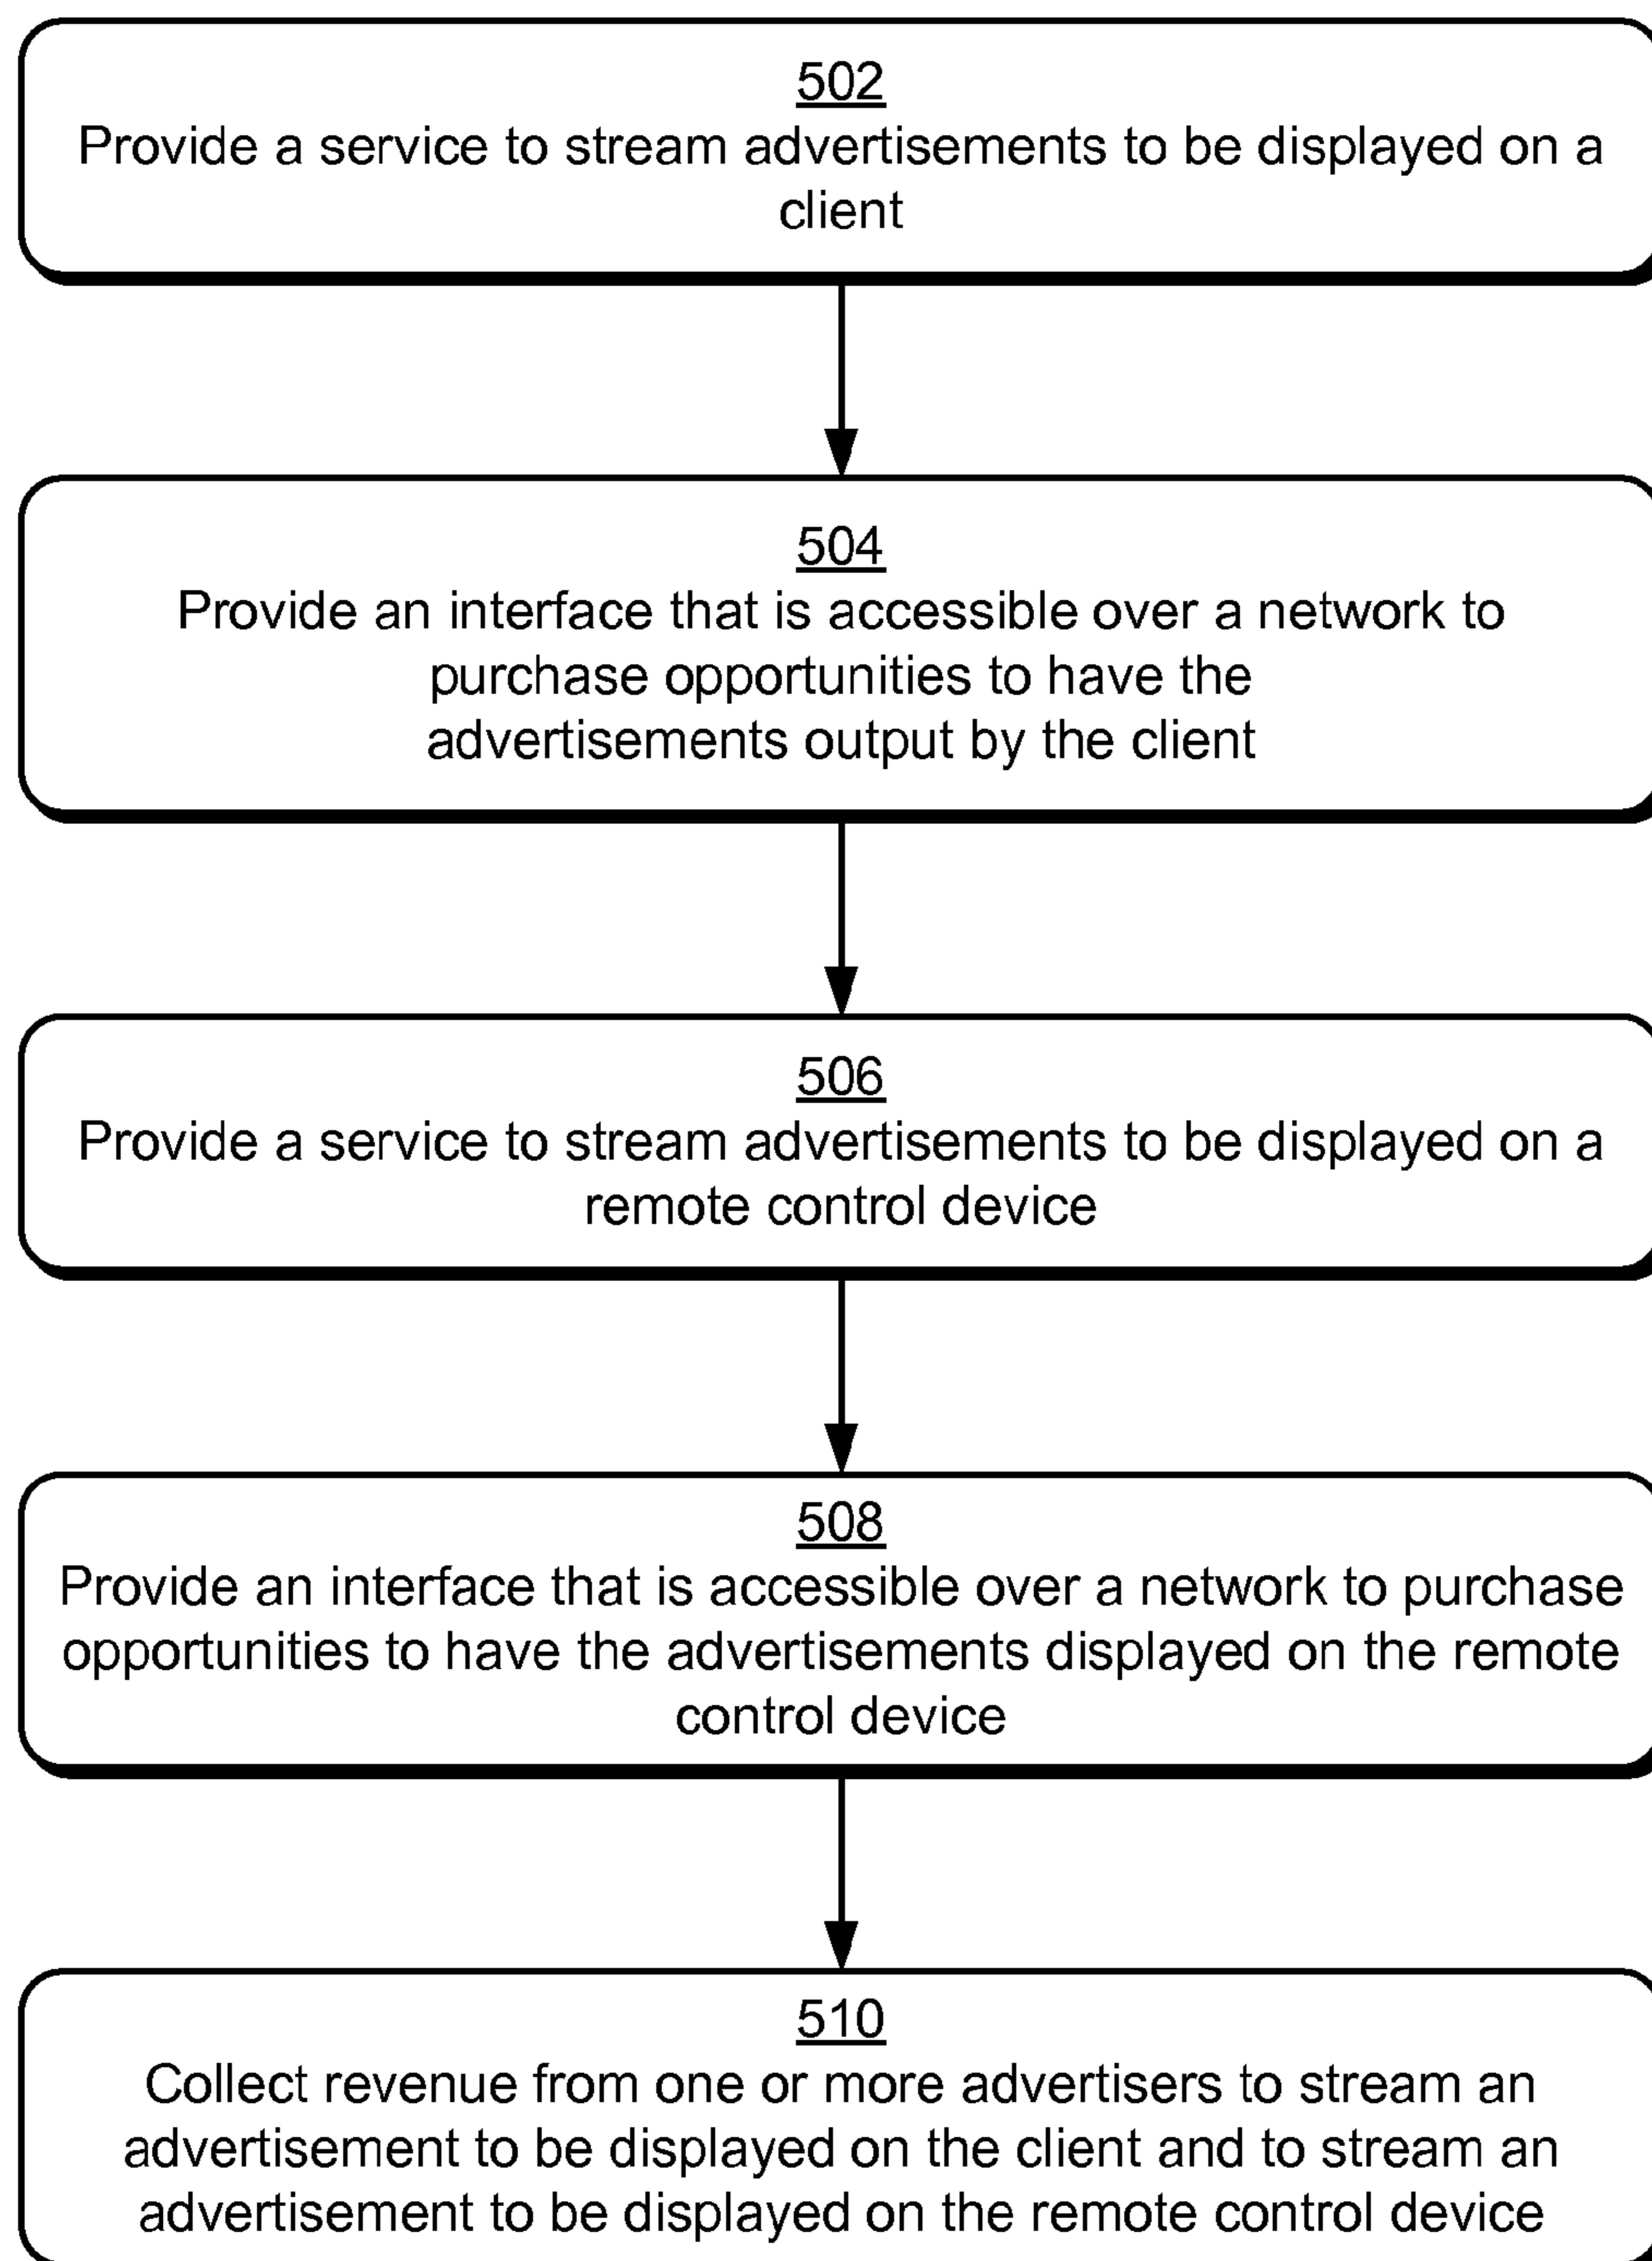 502
Provide a service to stream advertisements to be displayed on a
client
504
Provide an interface that is accessible over a network to
purchase opportunities to have the
advertisements output by the client
506
Provide a service to stream advertisements to be displayed on a
remote control device
508
Provide an interface that is accessible over a network to purchase
opportunities to have the advertisements displayed on the remote
control device
510
Collect revenue from one or more advertisers to stream an
advertisement to be displayed on the client and to stream an
advertisement to be displayed on the remote control device